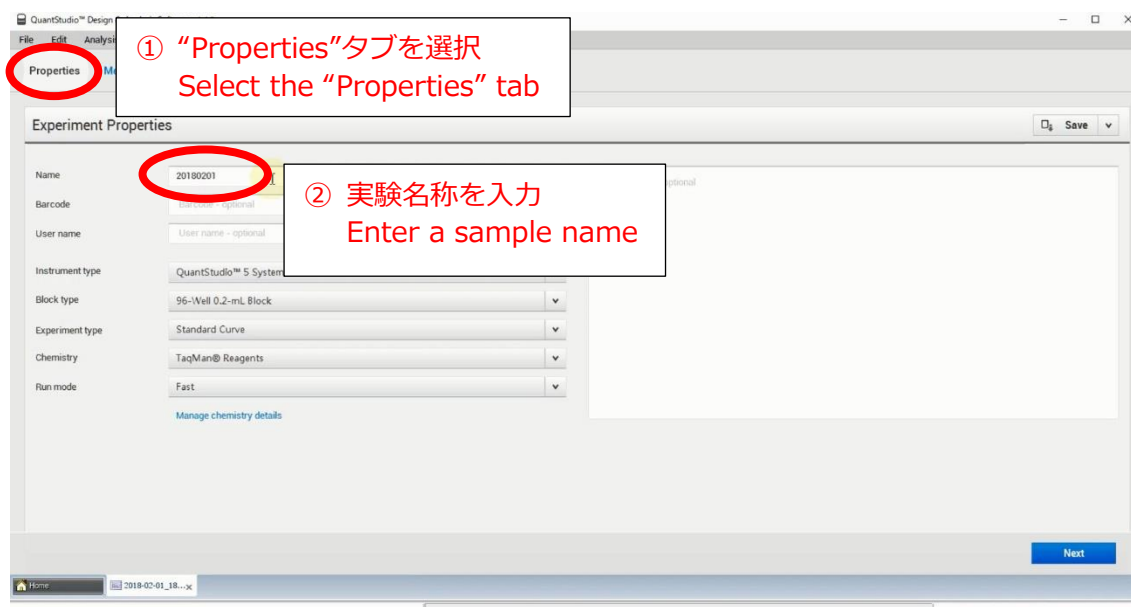 QuantStudio™ Design
File Edit Analysi
① “Properties”タブを選択
Select the “Properties” tab
Properties
Experiment Properties
Save
Name 20180201
② 実験名称を入力
Enter a sample name
optional
Barcode Barcode - optional
User name User name - optional
Instrument type QuantStudio™ 5 System
Block type 96-Well 0.2-mL Block
Experiment type Standard Curve
Chemistry TaqMan® Reagents
Run mode Fast
Manage chemistry details
Next
Home 2018-02-01_18...x